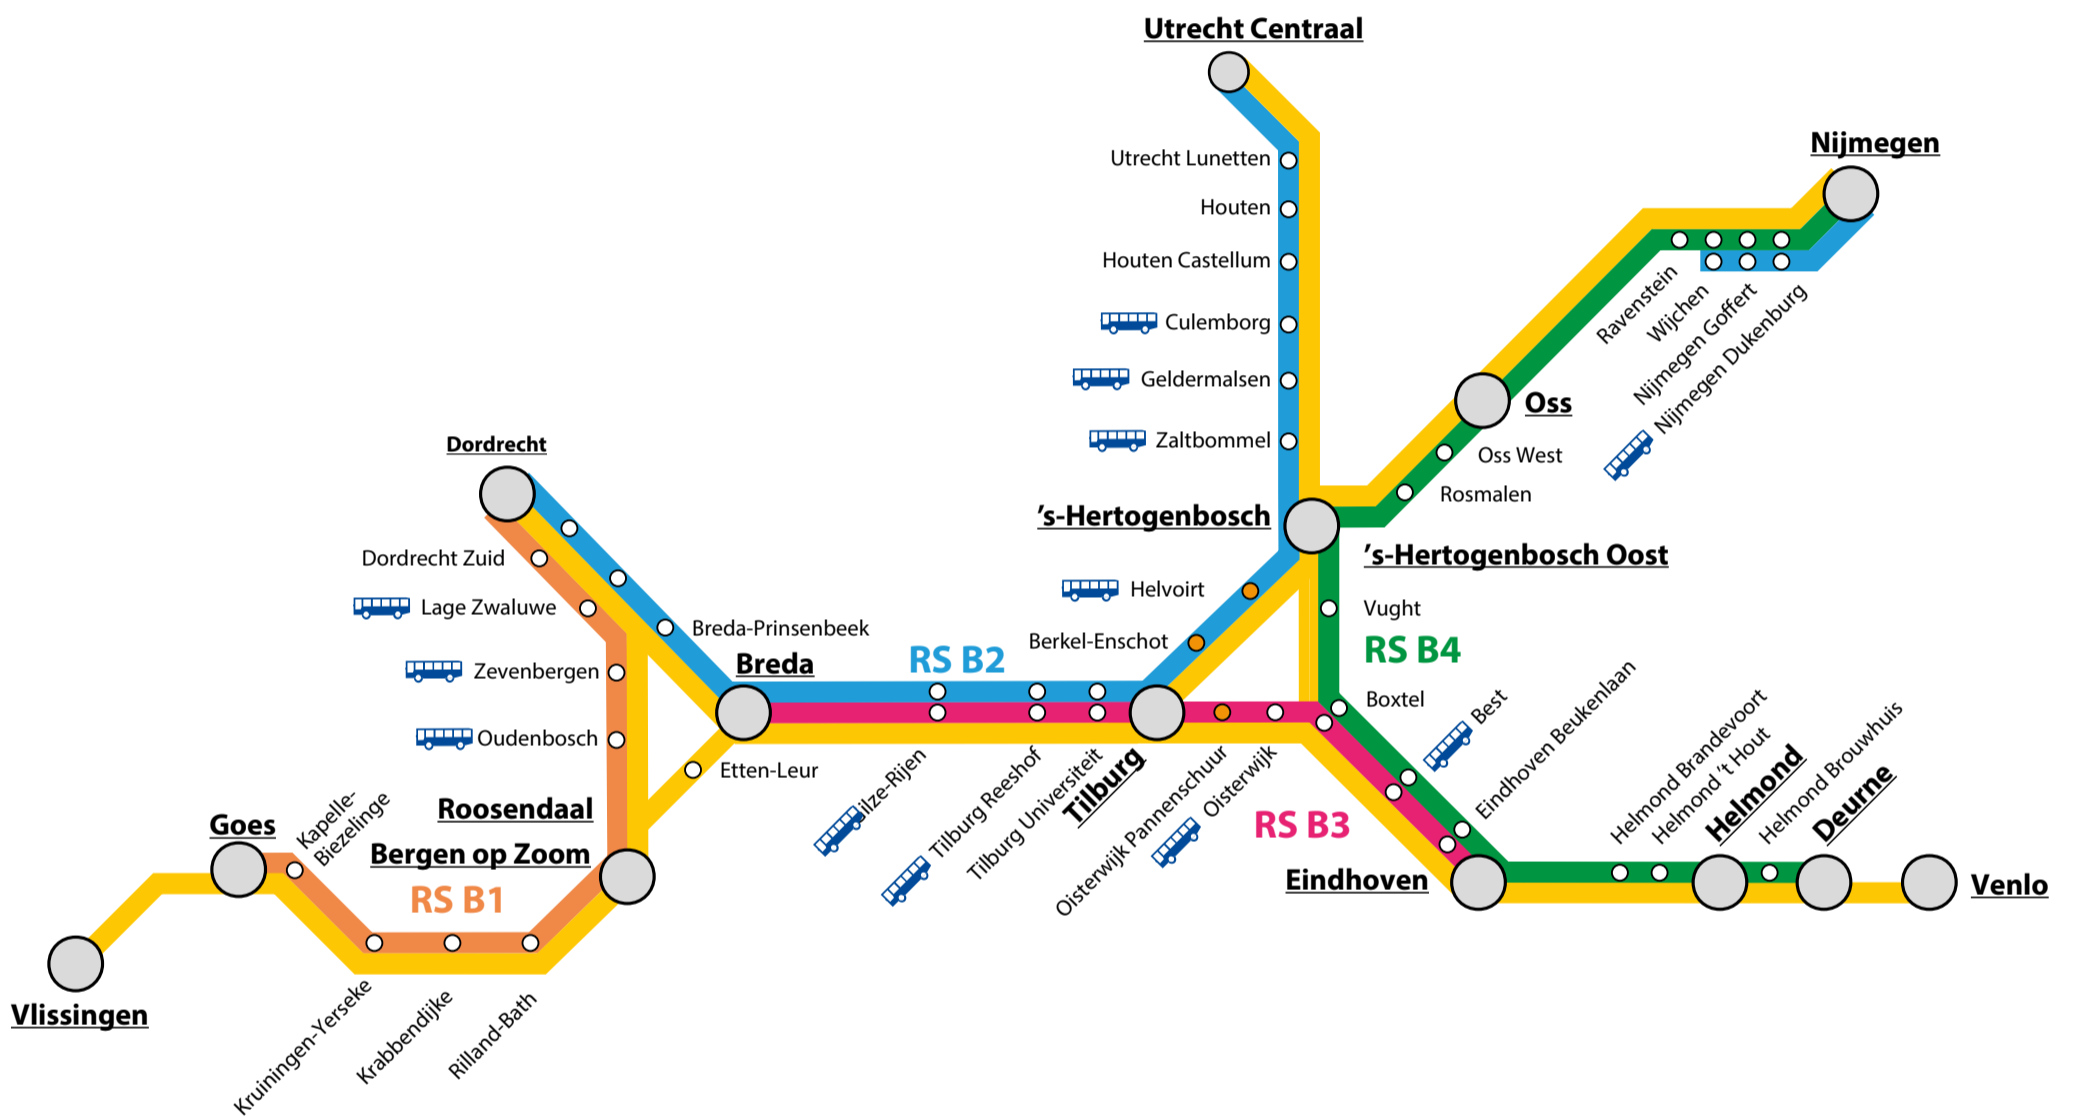 Utrecht Centraal
Nijmegen
Utrecht Lunetten
Houten
Houten Castellum
Culemborg
Geldermalsen
Zaltbommel
Ravenstein
Wijchen
Nijmegen Goffert
Nijmegen Dukenburg
Oss
Oss West
Rosmalen
Dordrecht
Dordrecht Zuid
Lage Zwaluwe
Zevenbergen
Oudenbosch
's-Hertogenbosch
's-Hertogenbosch Oost
Helvoirt
Berkel-Enschot
Vught
RS B4
Boxtel
Breda-Prinsenbeek
Breda
RS B2
Etten-Leur
Best
Eindhoven Beukenlaan
Helmond Brandevoort
Helmond 't Hout
Helmond
Helmond Brouwhuis
Deurne
ilze-Rijen
Tilburg Reeshof
Tilburg Universiteit
Tilburg
Oisterwijk Pannenschuur
Oisterwijk
RS B3
Eindhoven
Venlo
Roosendaal
Bergen op Zoom
RS B1
Goes
Kapelle-
Biezelinge
Vlissingen
Kruiningen-Yerseke
Krabbendijke
Rilland-Bath